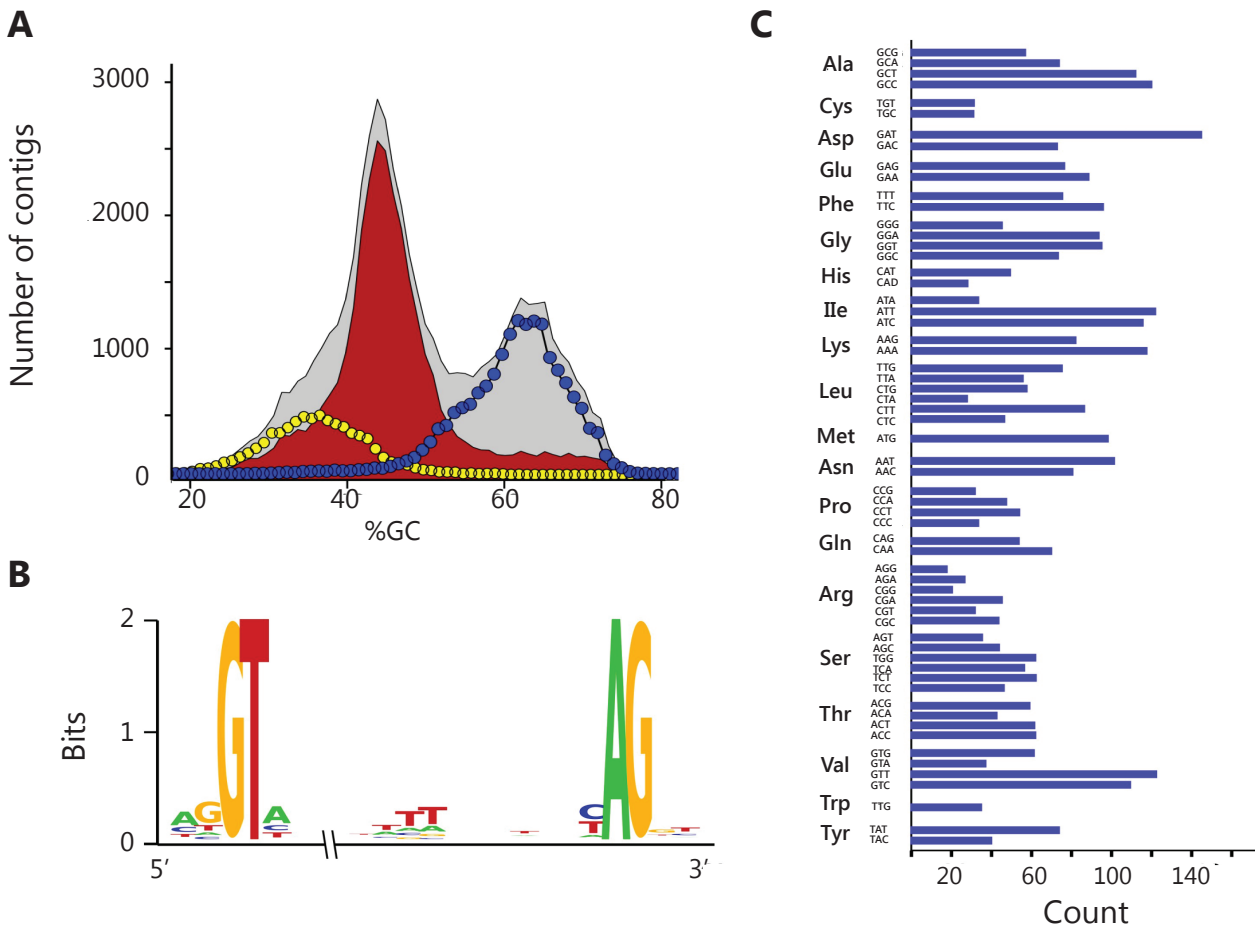 A
3000
2000
1000
0
20
40
60
80
Number of contigs
%GC
B
2
1
0
Bits
5′
3′
A G G T A
C T C
T C T
T T T
A A A
T
C A G
T
A
C
Ala
GCG
GCA
GCT
GCC
Cys
TGT
TGC
Asp
GAT
GAC
Glu
GAG
GAA
Phe
TTT
TTC
Gly
GGG
GGA
GGT
GGC
His
CAT
CAD
IIe
ATA
ATT
ATC
Lys
AAG
AAA
Leu
TTG
TTA
CTG
CTA
CTT
CTC
Met
ATG
Asn
AAT
AAC
Pro
CCG
CCA
CCT
CCC
Gln
CAG
CAA
Arg
AGG
AGA
CGG
CGA
CGT
CGC
Ser
AGT
AGC
TGG
TCA
TCT
TCC
Thr
ACG
ACA
ACT
ACC
Val
GTG
GTA
GTT
GTC
Trp
TTG
Tyr
TAT
TAC
20
60
100
140
Count